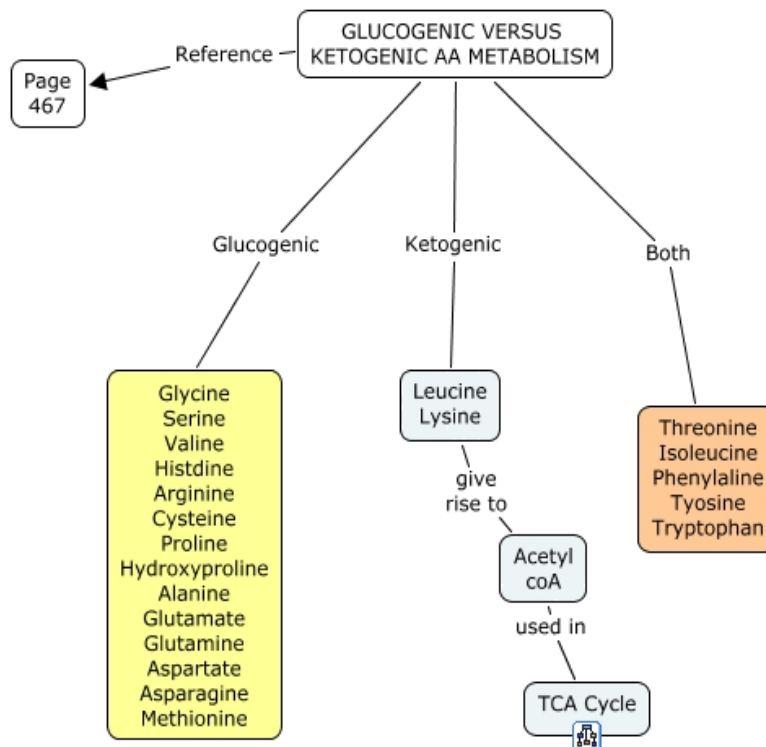 GLUCOGENIC VERSUS
KETOGENIC AA METABOLISM
Reference
Page
467
Glucogenic
Ketogenic
Both
Glycine
Serine
Valine
Histdine
Arginine
Cysteine
Proline
Hydroxyproline
Alanine
Glutamate
Glutamine
Aspartate
Asparagine
Methionine
Leucine
Lysine
give
rise to
Acetyl
coA
used in
TCA Cycle
Threonine
Isoleucine
Phenylaline
Tyosine
Tryptophan